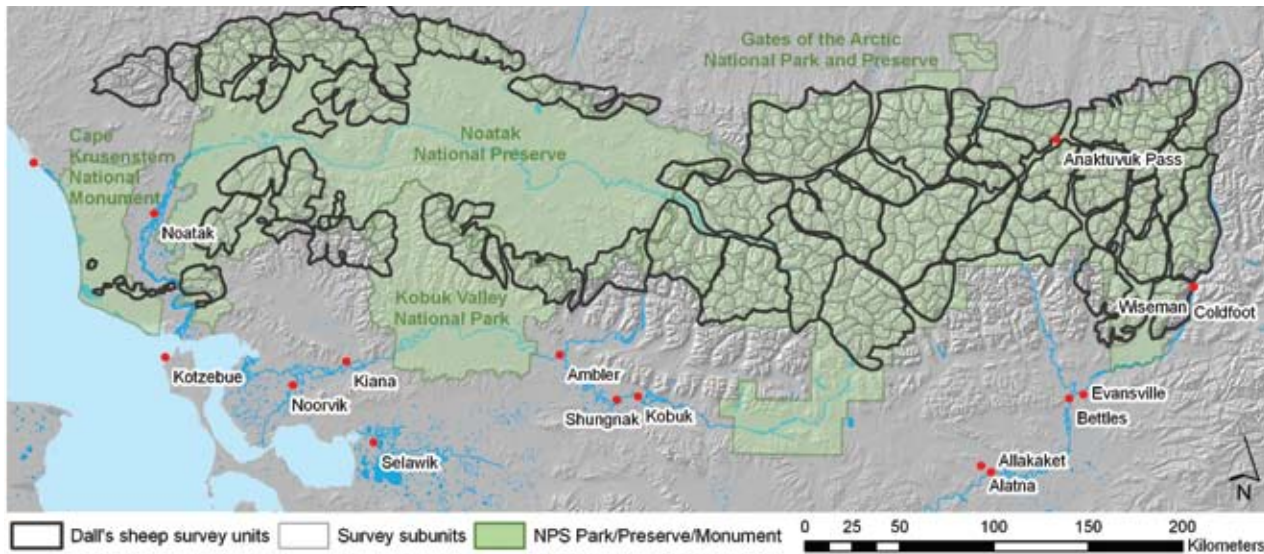 Gates of the Arctic
National Park and Preserve
Cape
Krusenstern
National
Monument
Noatak
National Preserve
Anaktuvuk Pass
Noatak
Kobuk Valley
National Park
Wiseman
Coldfoot
Kotzebue
Kiana
Ambler
Noorvik
Shungnak
Kobuk
Evansville
Bettles
Selawik
Allakaket
Alatna
N
Dall's sheep survey units
Survey subunits
NPS Park/Preserve/Monument
0 25 50 100 150 200
Kilometers